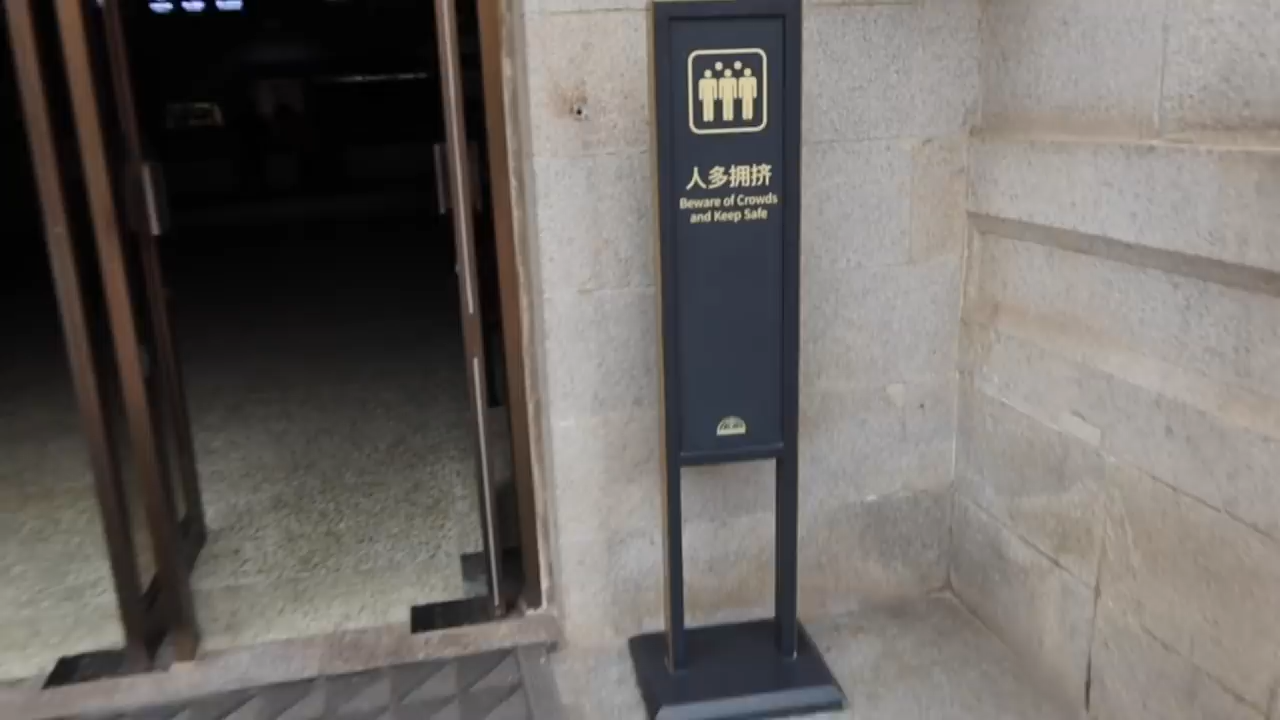 人多拥挤
Beware of Crowds
and Keep Safe